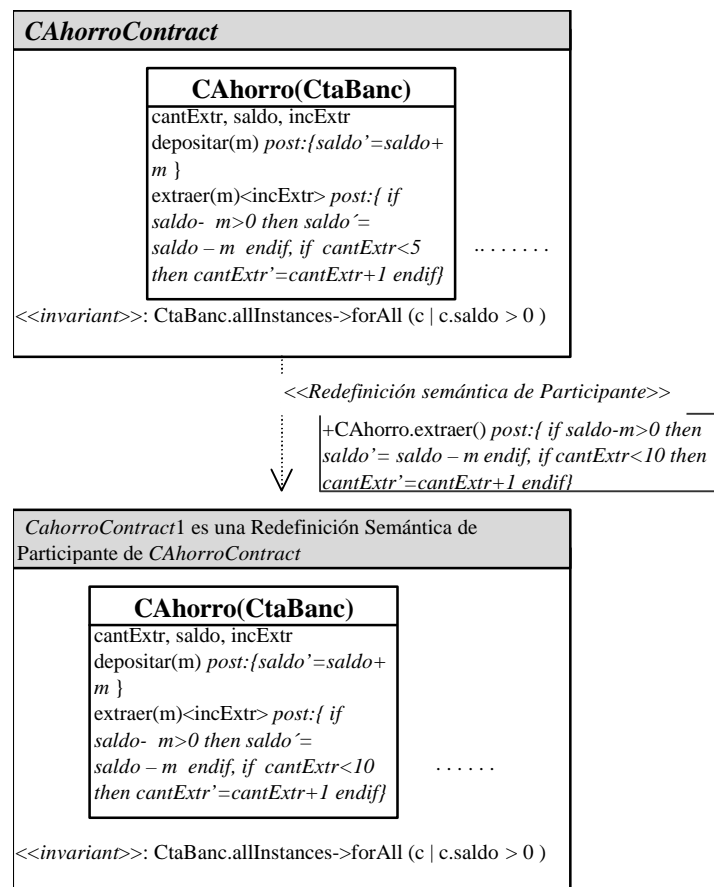 CAhorroContract
CAhorro(CtaBanc)
cantExtr, saldo, incExtr
depositar(m) post:{saldo’=saldo+
m }
extraer(m)<incExtr> post:{ if
saldo- m>0 then saldo´=
saldo – m endif, if cantExtr<5
then cantExtr’=cantExtr+1 endif}
.. . . . . . .
<<invariant>>: CtaBanc.allInstances->forAll (c | c.saldo > 0 )
<<Redefinición semántica de Participante>>
+CAhorro.extraer() post:{ if saldo-m>0 then
saldo’= saldo – m endif, if cantExtr<10 then
cantExtr’=cantExtr+1 endif}
CahorroContract1 es una Redefinición Semántica de
Participante de CAhorroContract
CAhorro(CtaBanc)
cantExtr, saldo, incExtr
depositar(m) post:{saldo’=saldo+
m }
extraer(m)<incExtr> post:{ if
saldo- m>0 then saldo´=
saldo – m endif, if cantExtr<10
then cantExtr’=cantExtr+1 endif}
. . . . . .
<<invariant>>: CtaBanc.allInstances->forAll (c | c.saldo > 0 )